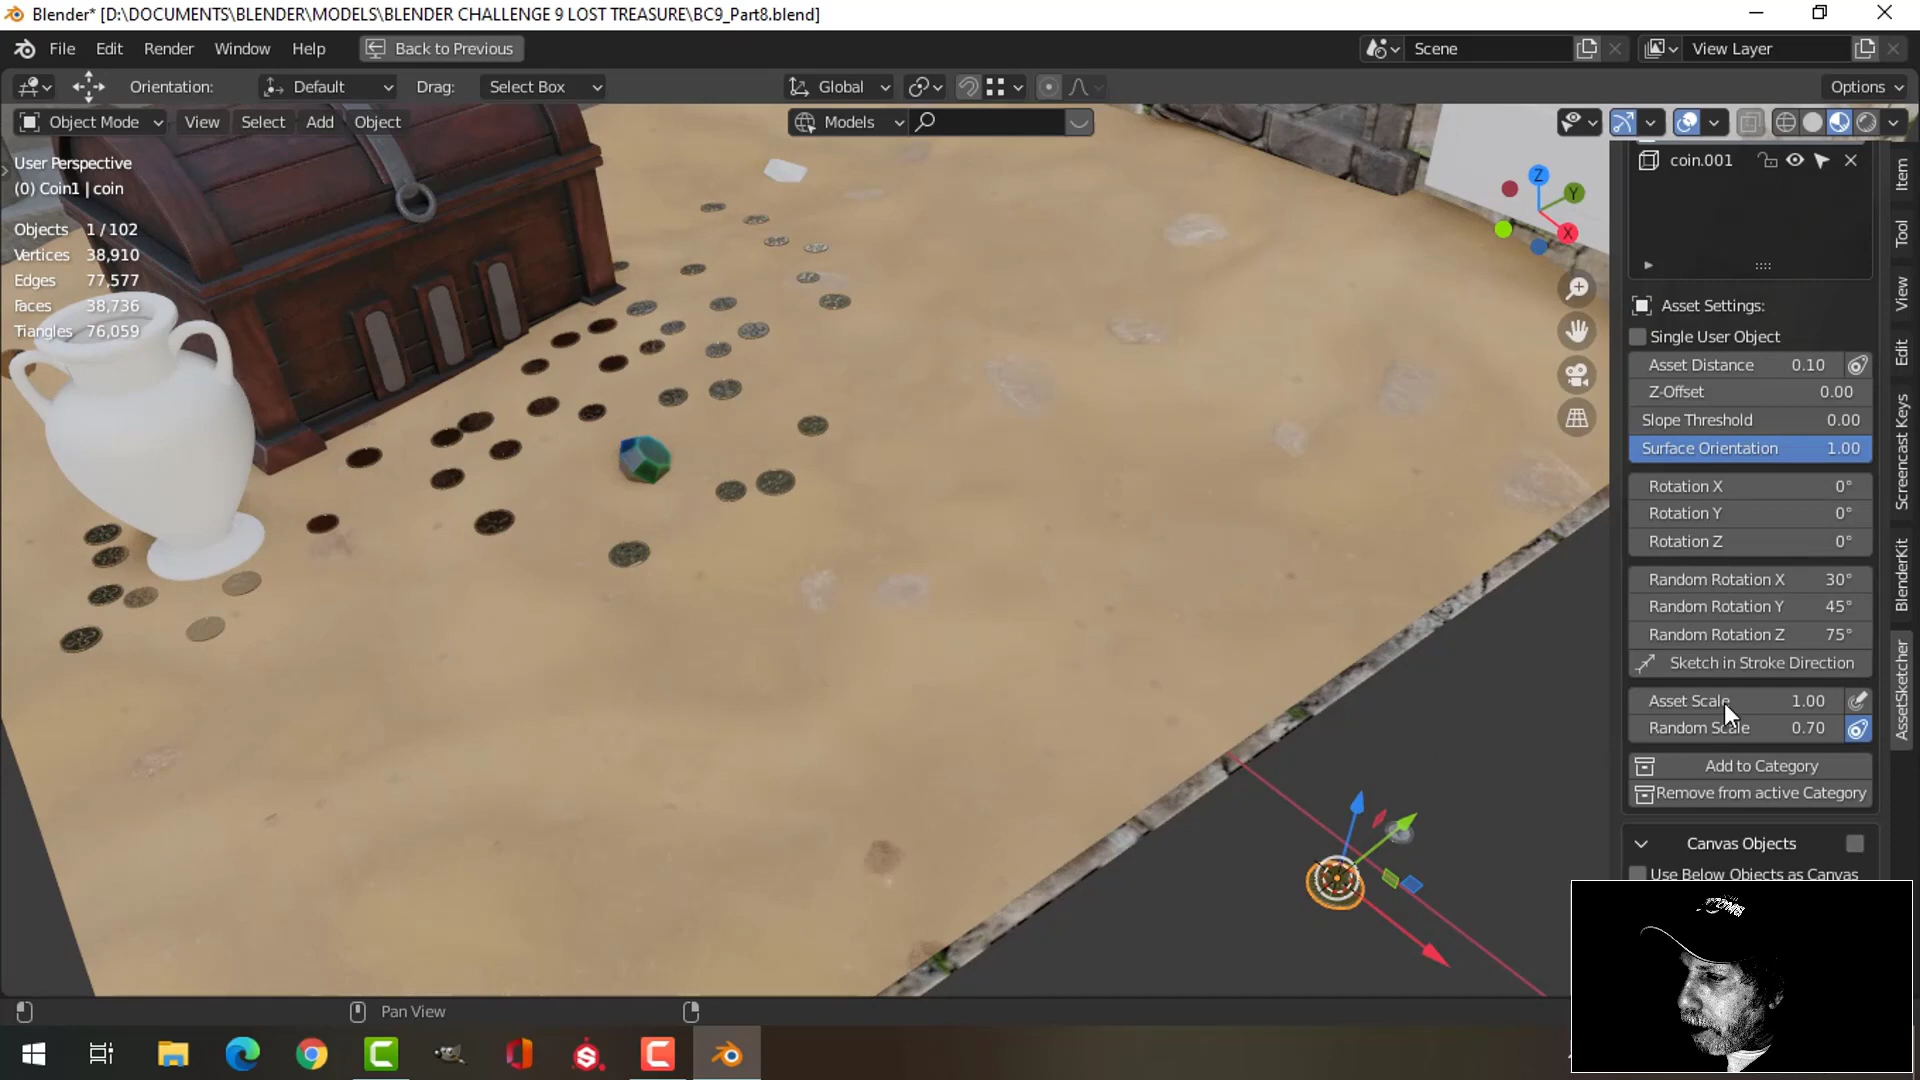 Blender* [D:\DOCUMENTS\BLENDER\MODELS\BLENDER CHALLENGE 9 LOST TREASURE\BC9_Part8.blend]
File Edit Render Window Help Back to Previous Scene View Layer
Orientation: Default Drag: Select Box Global Options
Object Mode View Select Add Object Models
User Perspective
(0) Coin1 | coin
Objects 1 / 102
Vertices 38,910
Edges 77,577
Faces 38,736
Triangles 76,059
Z
Y
X
coin.001
Asset Settings:
Single User Object
Asset Distance 0.10
Z-Offset 0.00
Slope Threshold 0.00
Surface Orientation 1.00
Rotation X 0°
Rotation Y 0°
Rotation Z 0°
Random Rotation X 30°
Random Rotation Y 45°
Random Rotation Z 75°
Sketch in Stroke Direction
Asset Scale 1.00
Random Scale 0.70
Add to Category
Remove from active Category
Canvas Objects
Use Below Objects as Canvas
Item
Tool
View
Edit
Screencast Keys
BlenderKit
AssetSketcher
Pan View